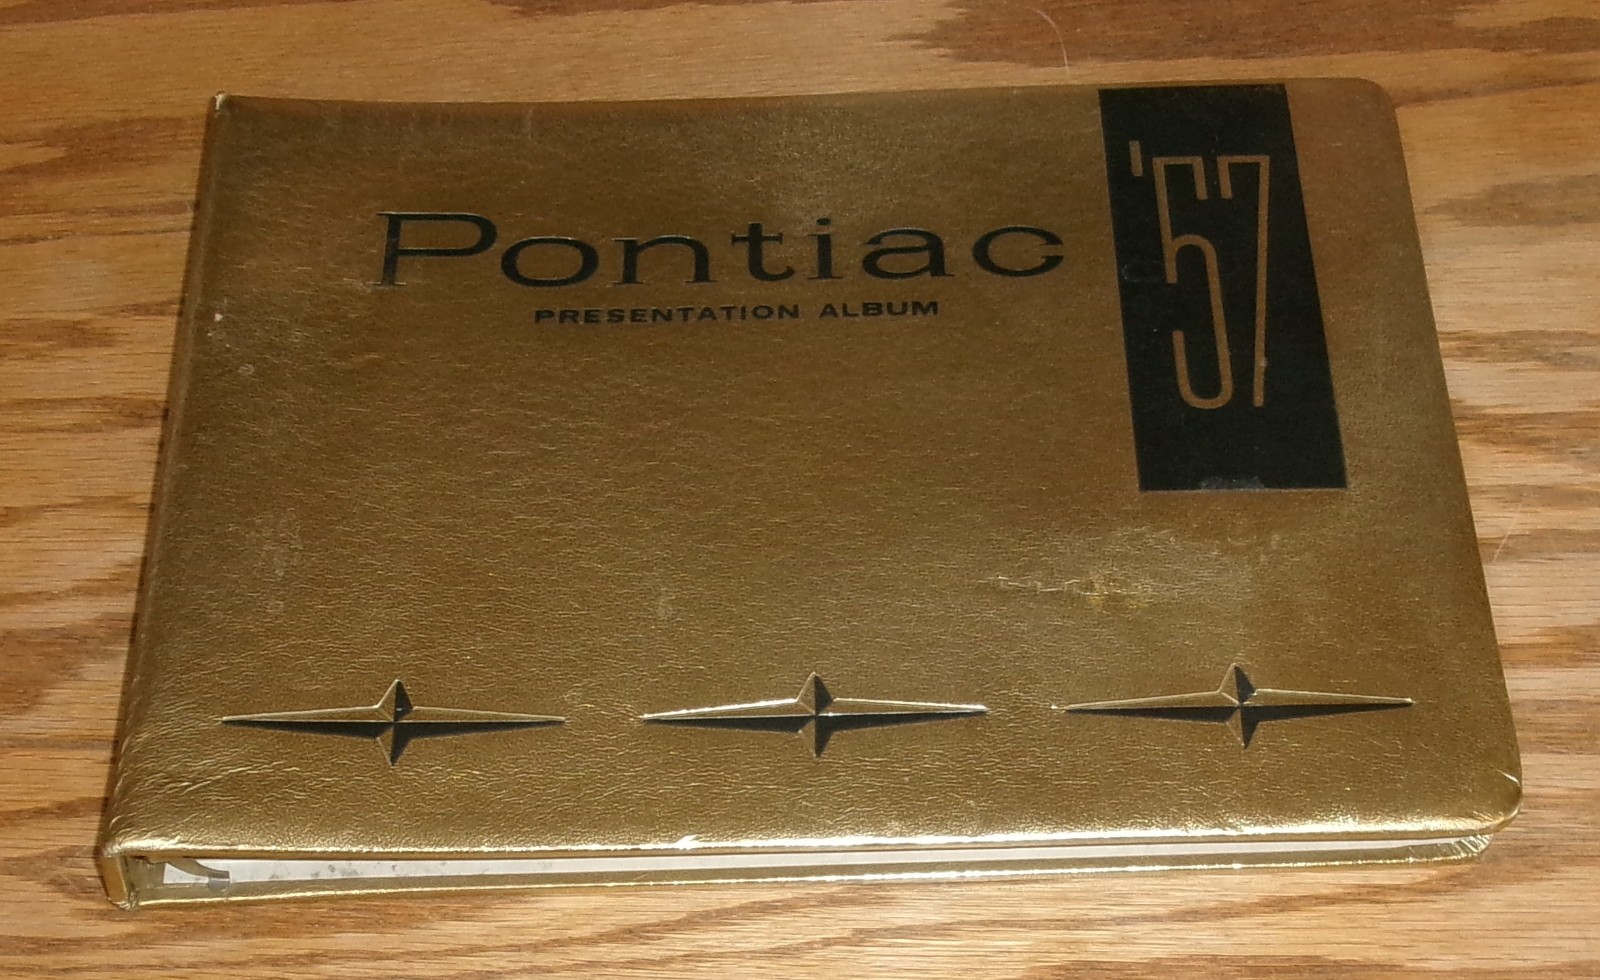 Pontiac
PRESENTATION ALBUM
'57